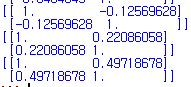 [[ 1.         -0.12569628]
 [-0.12569628  1.        ]]
[[1.         0.22086058]
 [0.22086058 1.        ]]
[[1.         0.49718678]
 [0.49718678 1.        ]]